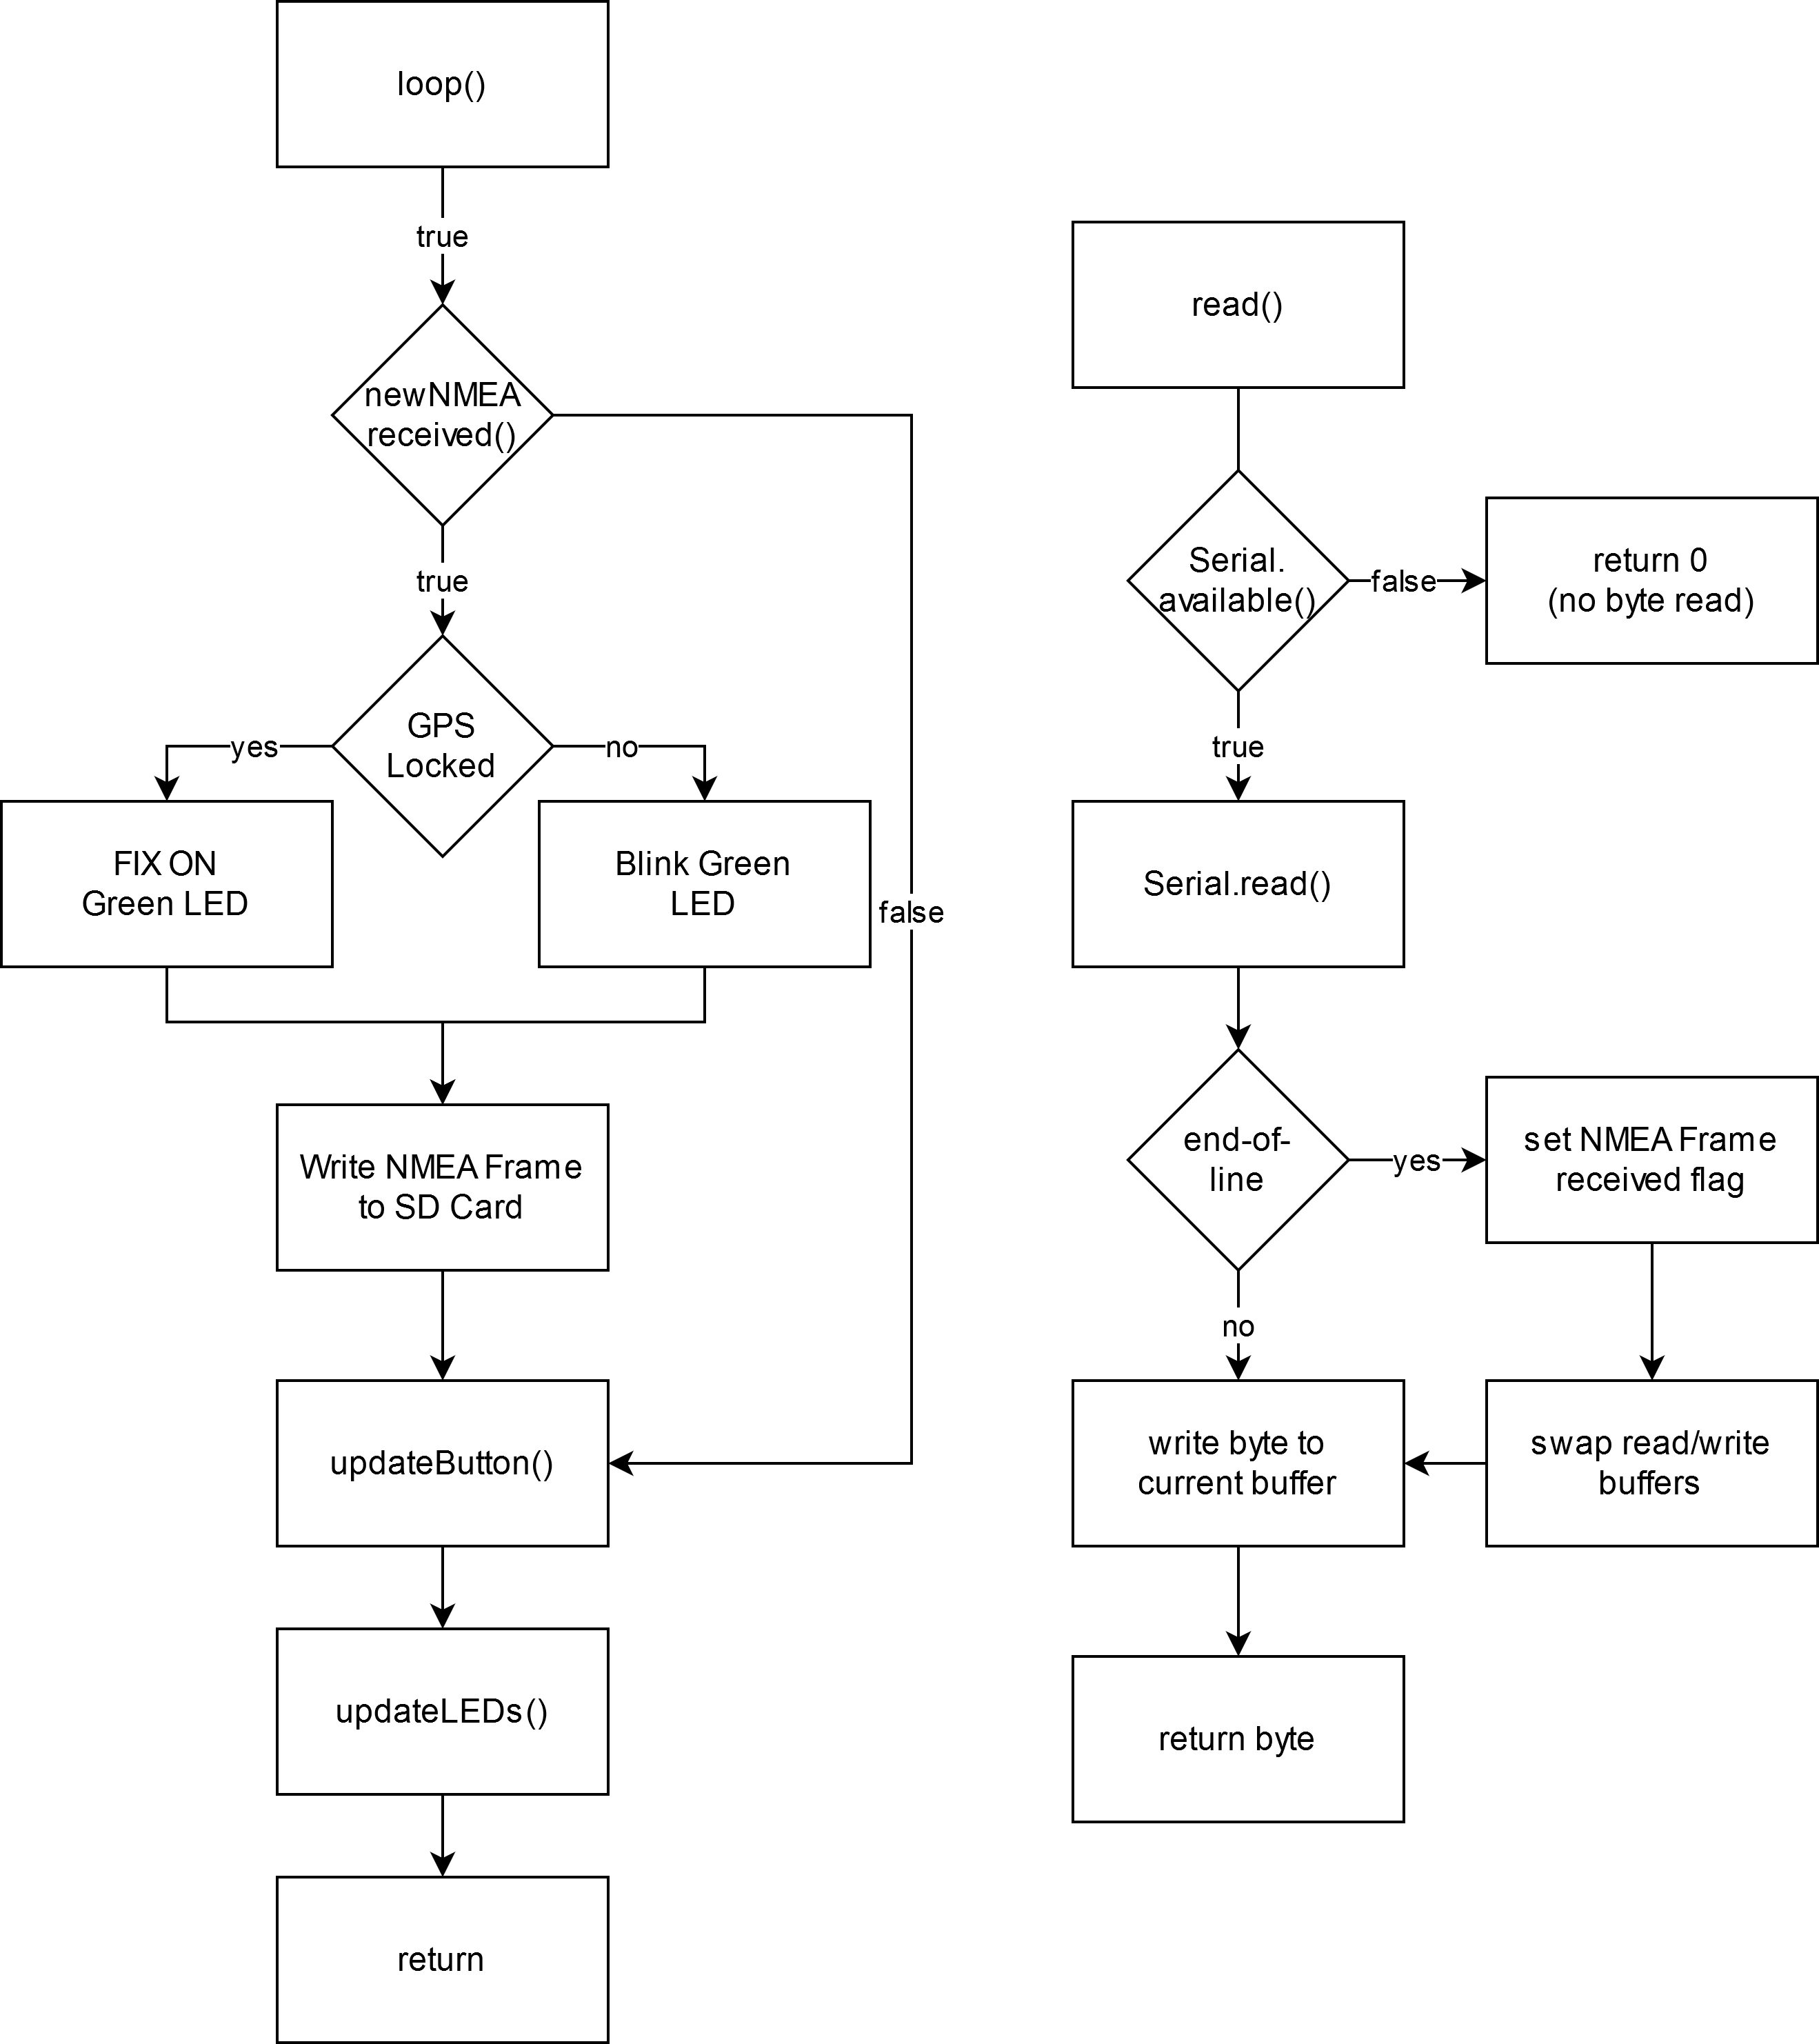 loop()
true
newNMEA
received()
true
GPS
Locked
yes
no
FIX ON
Green LED
Blink Green
LED
false
Write NMEA Frame
to SD Card
updateButton()
updateLEDs()
return
read()
Serial.
available()
false
return 0
(no byte read)
true
Serial.read()
end-of-
line
yes
set NMEA Frame
received flag
no
write byte to
current buffer
swap read/write
buffers
return byte